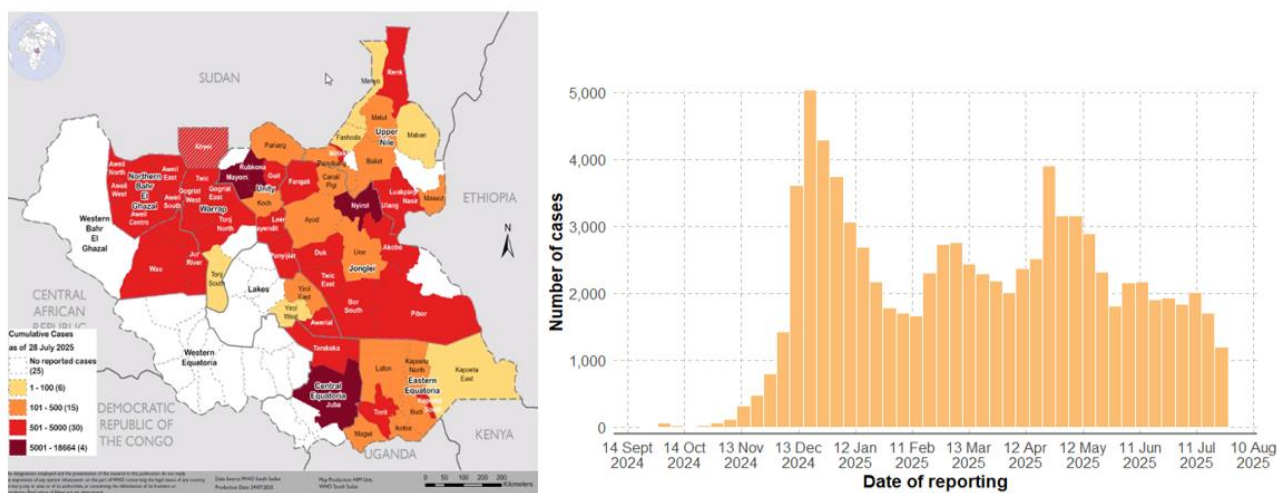 SUDAN
Renk
Manyo
Melut
Fashoda
Upper
Nile
Maban
Abyei
Pariang
Panyikang
Baliet
Rubkona
Guit
Mayom
Unity
Fangak
Canal
Pigi
Koch
Nyirol
Luakpiny
Nasir
Ulang
Maiwut
ETHIOPIA
Aweil
North
Aweil
East
Northern
Bahr
El
Ghazal
Aweil
West
Aweil
South
Aweil
Centre
Twic
Gogrial
West
Gogrial
East
Warrap
Tonj
North
Leer
Mayendit
Ayod
Uror
Akobo
Western
Bahr
El
Ghazal
Wau
Jur
River
Panyijiar
Duk
Jonglei
Twic
East
N
Tonj
South
Lakes
Yirol
East
Yirol
West
Awerial
Bor
South
Pibor
CENTRAL
AFRICAN
REPUBLIC
Western
Equatoria
Terekeka
Lafon
Kapoeta
North
Eastern
Equatoria
Kapoeta
East
Central
Equatoria
Juba
Torit
Kapoeta
South
Budi
Magwi
Ikotos
DEMOCRATIC
REPUBLIC OF
THE CONGO
UGANDA
KENYA
Cumulative Cases
as of 28 July 2025
No reported cases
(25)
1 - 100 (6)
101 - 500 (15)
501 - 5000 (30)
5001 - 18664 (4)
Data Source: WHO South Sudan
Production Date: 29/07/2025
Map Production: HIM Unit,
WHO South Sudan
0 50 100 200 300
Kilometers
Number of cases
5,000
4,000
3,000
2,000
1,000
0
14 Sept 14 Oct 13 Nov 13 Dec 12 Jan 11 Feb 13 Mar 12 Apr 12 May 11 Jun 11 Jul 10 Aug
2024 2024 2024 2024 2025 2025 2025 2025 2025 2025 2025 2025
Date of reporting